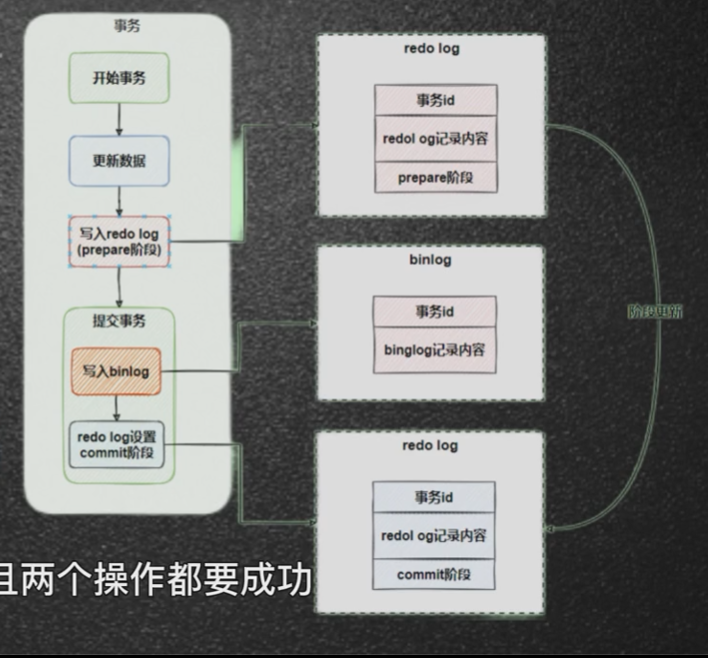 事务
开始事务
更新数据
写入redo log
(prepare阶段)
提交事务
写入binlog
redo log设置
commit阶段
redo log
事务id
redol og记录内容
prepare阶段
binlog
事务id
binglog记录内容
redo log
事务id
redol og记录内容
commit阶段
阶段更新
且两个操作都要成功